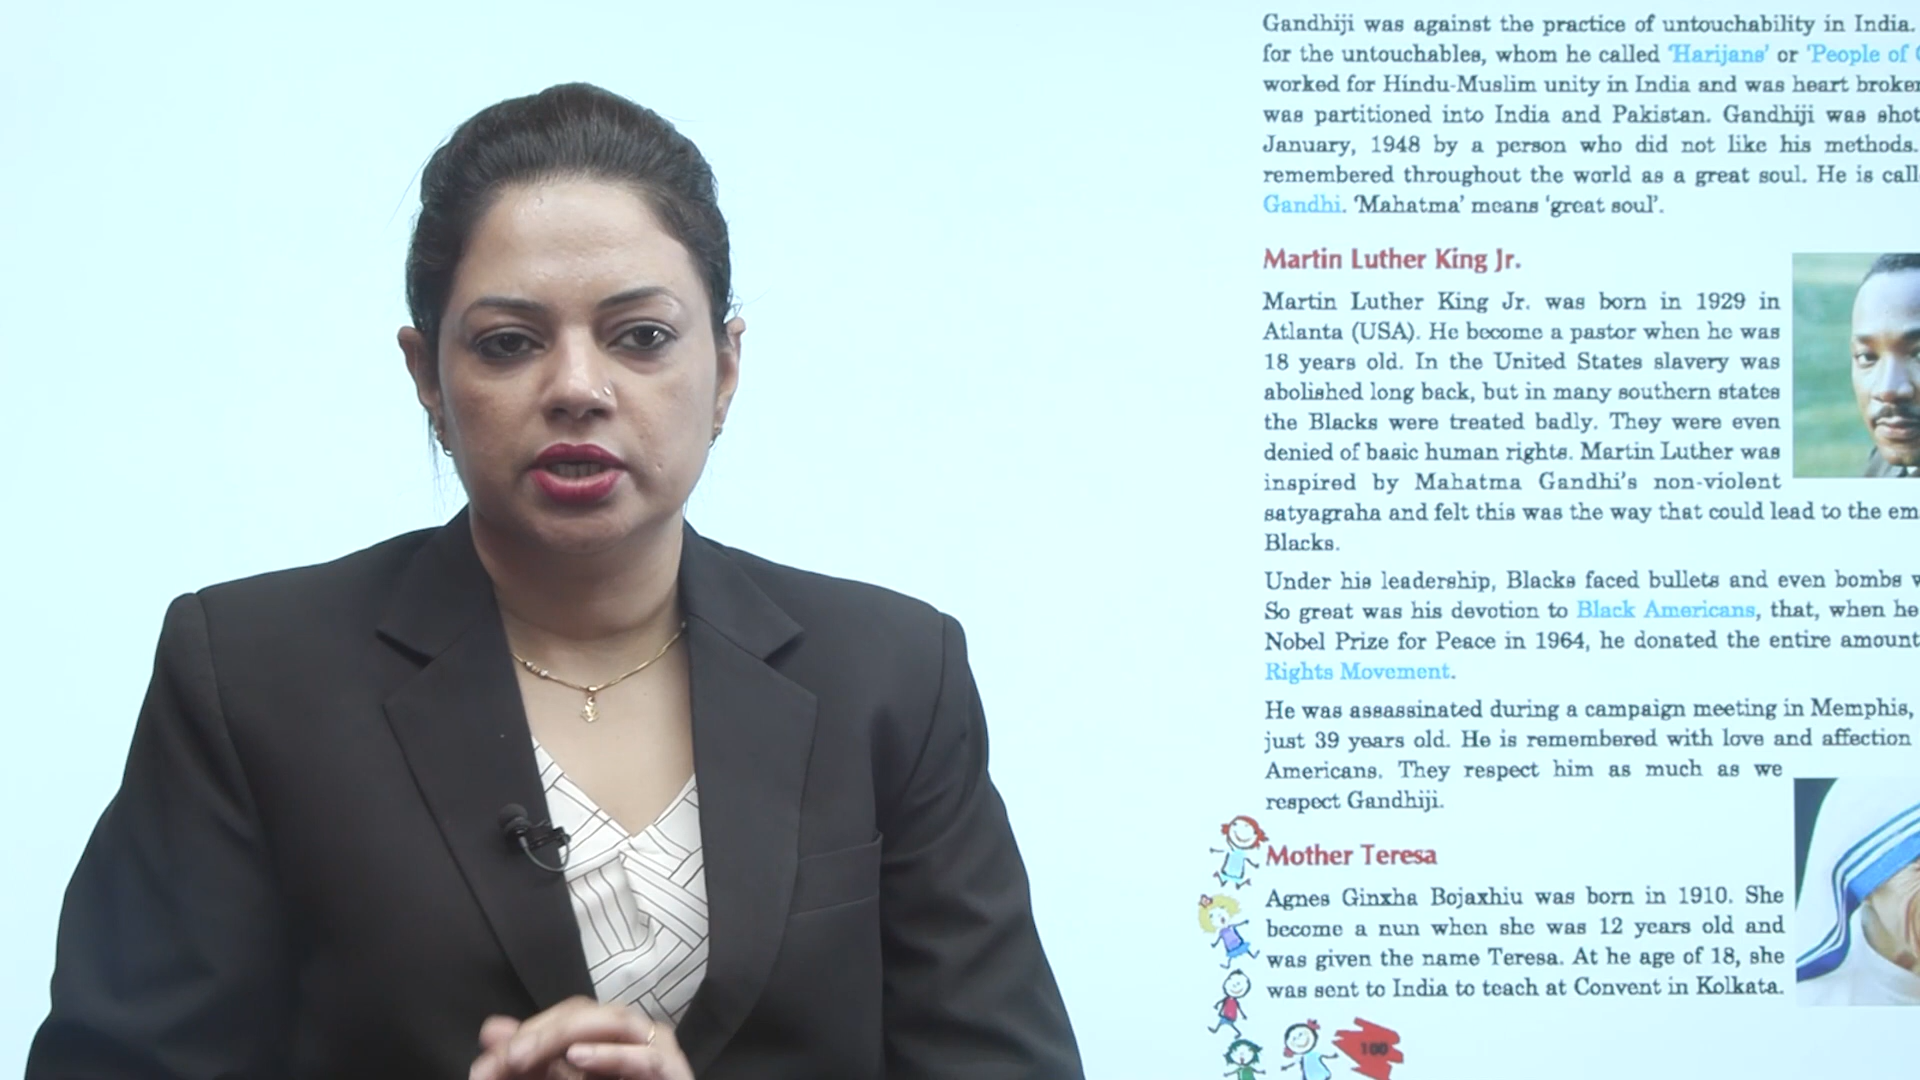 Gandhiji was against the practice of untouchability in India.
for the untouchables, whom he called 'Harijans' or 'People of
worked for Hindu-Muslim unity in India and was heart broken
was partitioned into India and Pakistan. Gandhiji was shot
January, 1948 by a person who did not like his methods.
remembered throughout the world as a great soul. He is
Gandhi. 'Mahatma' means 'great soul'.
Martin Luther King Jr.
Martin Luther King Jr. was born in 1929 in
Atlanta (USA). He become a pastor when he was
18 years old. In the United States slavery was
abolished long back, but in many southern states
the Blacks were treated badly. They were even
denied of basic human rights. Martin Luther was
inspired by Mahatma Gandhi's non-violent
satyagraha and felt this was the way that could lead to the
Blacks.
Under his leadership, Blacks faced bullets and even bombs
So great was his devotion to Black Americans, that, when he
Nobel Prize for Peace in 1964, he donated the entire amount
Rights Movement.
He was assassinated during a campaign meeting in Memphis,
just 39 years old. He is remembered with love and affection
Americans. They respect him as much as we
respect Gandhiji.
Mother Teresa
Agnes Ginxha Bojaxhiu was born in 1910. She
become a nun when she was 12 years old and
was given the name Teresa. At he age of 18, she
was sent to India to teach at Convent in Kolkata.
100